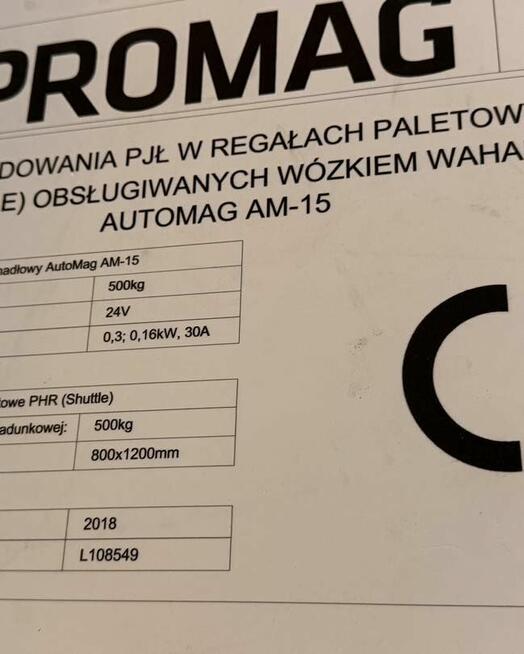 PROMAG
DOWANIA PJŁ W REGAŁACH PALETOW
E) OBSŁUGIWANYCH WÓZKIEM WAHA
AUTOMAG AM-15
hadłowy AutoMag AM-15
500kg
24V
0,3; 0,16kW, 30A
owe PHR (Shuttle)
adunkowej: 500kg
800x1200mm
2018
L108549
C